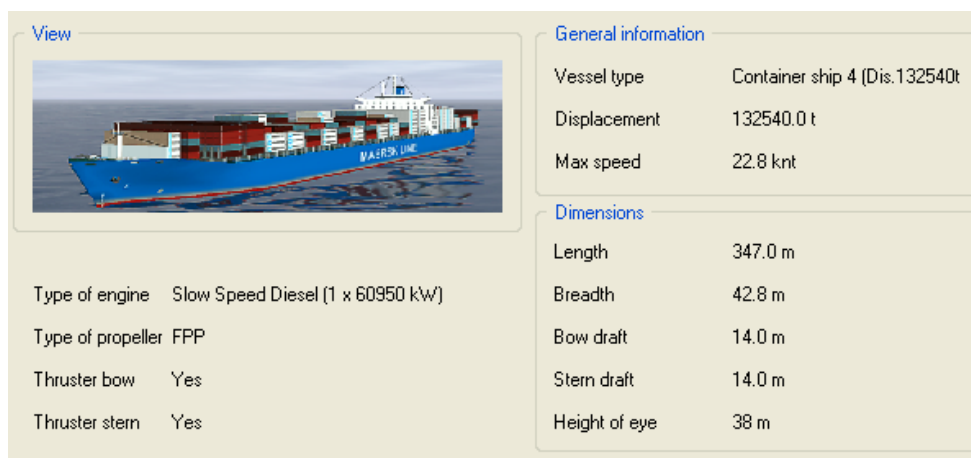 View
MAERSK LINE
Type of engine Slow Speed Diesel (1 x 60950 kW)
Type of propeller FPP
Thruster bow Yes
Thruster stern Yes
General information
Vessel type Container ship 4 (Dis.132540t
Displacement 132540.0 t
Max speed 22.8 knt
Dimensions
Length 347.0 m
Breadth 42.8 m
Bow draft 14.0 m
Stern draft 14.0 m
Height of eye 38 m